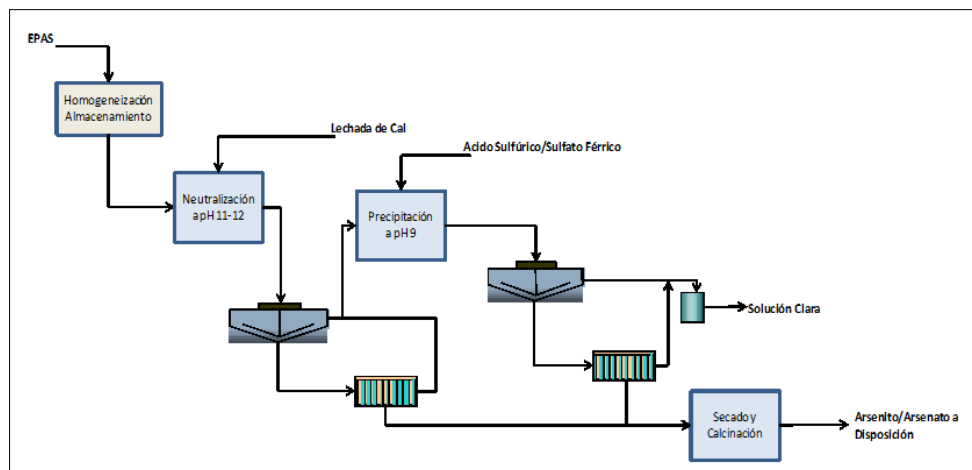 EPAS
Homogeneización
Almacenamiento
Lechada de Cal
Acido Sulfúrico/Sulfato Férrico
Neutralización
a pH 11-12
Precipitación
a pH 9
Solución Clara
Secado y
Calcinación
Arsenito/Arsenato a
Disposición